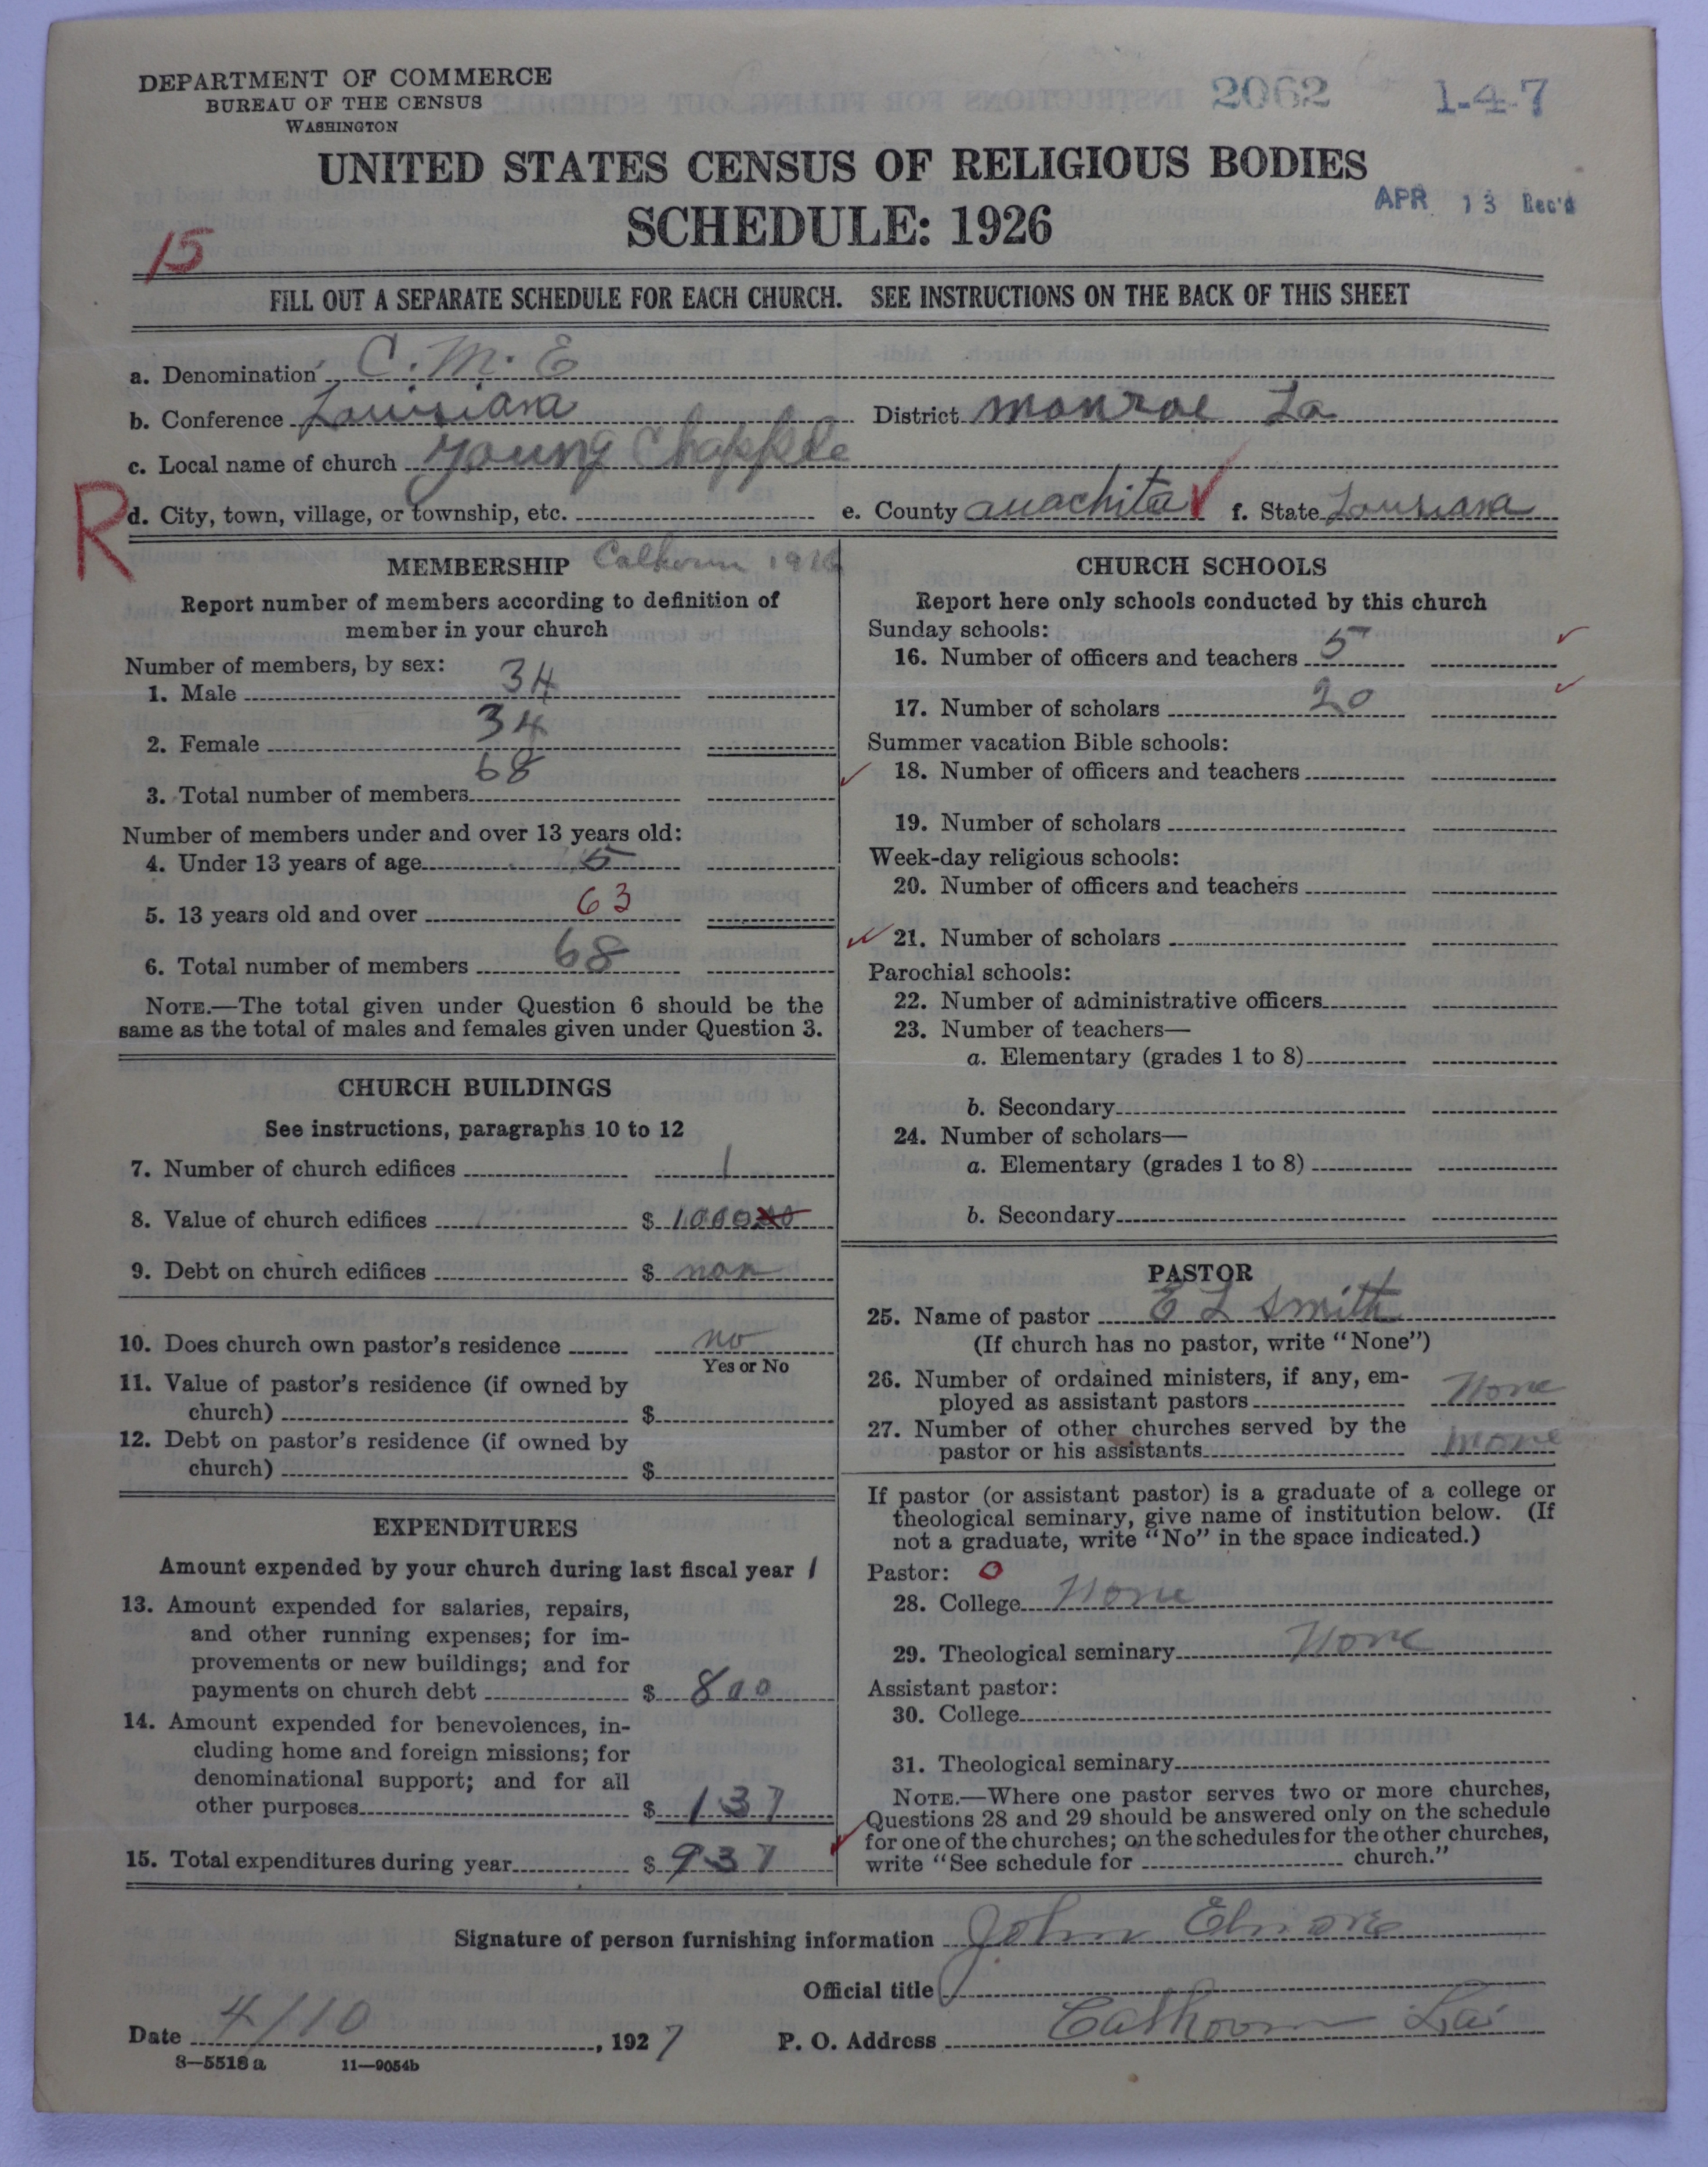 DEPARTMENT OF COMMERCE
BUREAU OF THE CENSUS
WASHINGTON
2062 1-4-7
UNITED STATES CENSUS OF RELIGIOUS BODIES
SCHEDULE: 1926
APR 13 Rec'd
15
FILL OUT A SEPARATE SCHEDULE FOR EACH CHURCH. SEE INSTRUCTIONS ON THE BACK OF THIS SHEET
a. Denomination C. M. E
b. Conference Louisiana District monroe La
c. Local name of church young Chapple
R
d. City, town, village, or township, etc. e. County auachita f. State Louisiana
MEMBERSHIP Calhoun
Report number of members according to definition of
member in your church
Number of members, by sex:
1. Male 34
2. Female 34
3. Total number of members 68
Number of members under and over 13 years old:
4. Under 13 years of age 5
5. 13 years old and over 63
6. Total number of members 68
NOTE.—The total given under Question 6 should be the
same as the total of males and females given under Question 3.
CHURCH BUILDINGS
See instructions, paragraphs 10 to 12
7. Number of church edifices 1
8. Value of church edifices $ 1000.00
9. Debt on church edifices $ non
10. Does church own pastor's residence no
Yes or No
11. Value of pastor's residence (if owned by
church) $
12. Debt on pastor's residence (if owned by
church) $
EXPENDITURES
Amount expended by your church during last fiscal year
13. Amount expended for salaries, repairs,
and other running expenses; for im-
provements or new buildings; and for
payments on church debt $ 800
14. Amount expended for benevolences, in-
cluding home and foreign missions; for
denominational support; and for all
other purposes $ 137
15. Total expenditures during year $ 937
CHURCH SCHOOLS
Report here only schools conducted by this church
Sunday schools:
16. Number of officers and teachers 5
17. Number of scholars 20
Summer vacation Bible schools:
18. Number of officers and teachers
19. Number of scholars
Week-day religious schools:
20. Number of officers and teachers
21. Number of scholars
Parochial schools:
22. Number of administrative officers
23. Number of teachers—
a. Elementary (grades 1 to 8)
b. Secondary
24. Number of scholars—
a. Elementary (grades 1 to 8)
b. Secondary
PASTOR
25. Name of pastor E L Smith
(If church has no pastor, write "None")
26. Number of ordained ministers, if any, em-
ployed as assistant pastors None
27. Number of other churches served by the
pastor or his assistants none
If pastor (or assistant pastor) is a graduate of a college or
theological seminary, give name of institution below. (If
not a graduate, write "No" in the space indicated.)
Pastor: O
28. College None
29. Theological seminary None
Assistant pastor:
30. College
31. Theological seminary
NOTE.—Where one pastor serves two or more churches,
Questions 28 and 29 should be answered only on the schedule
for one of the churches; on the schedules for the other churches,
write "See schedule for church."
Signature of person furnishing information John Elmore
Official title
Date 4/10, 1927 P. O. Address Calhoun La
8—5518 a 11—9054b